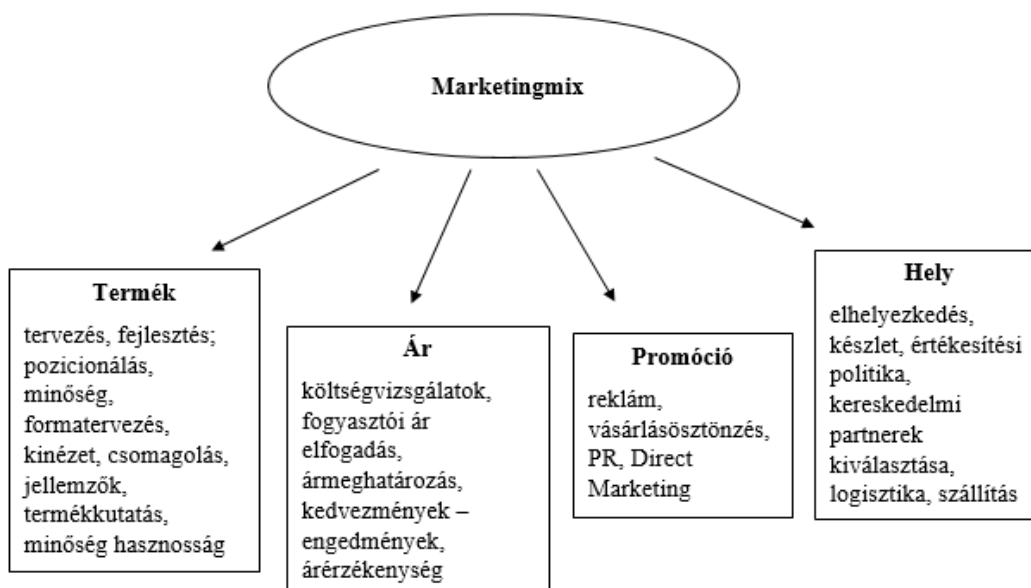 Marketingmix
Termék
tervezés, fejlesztés;
pozicionálás,
minőség,
formatervezés,
kinézet, csomagolás,
jellemzők,
termékkutatás,
minőség hasznosság
Ár
költségvizsgálatok,
fogyasztói ár
elfogadás,
ármeghatározás,
kedvezmények –
engedmények,
árérzékenység
Promóció
reklám,
vásárlásösztönzés,
PR, Direct
Marketing
Hely
elhelyezkedés,
készlet, értékesítési
politika,
kereskedelmi
partnerek
kiválasztása,
logisztika, szállítás